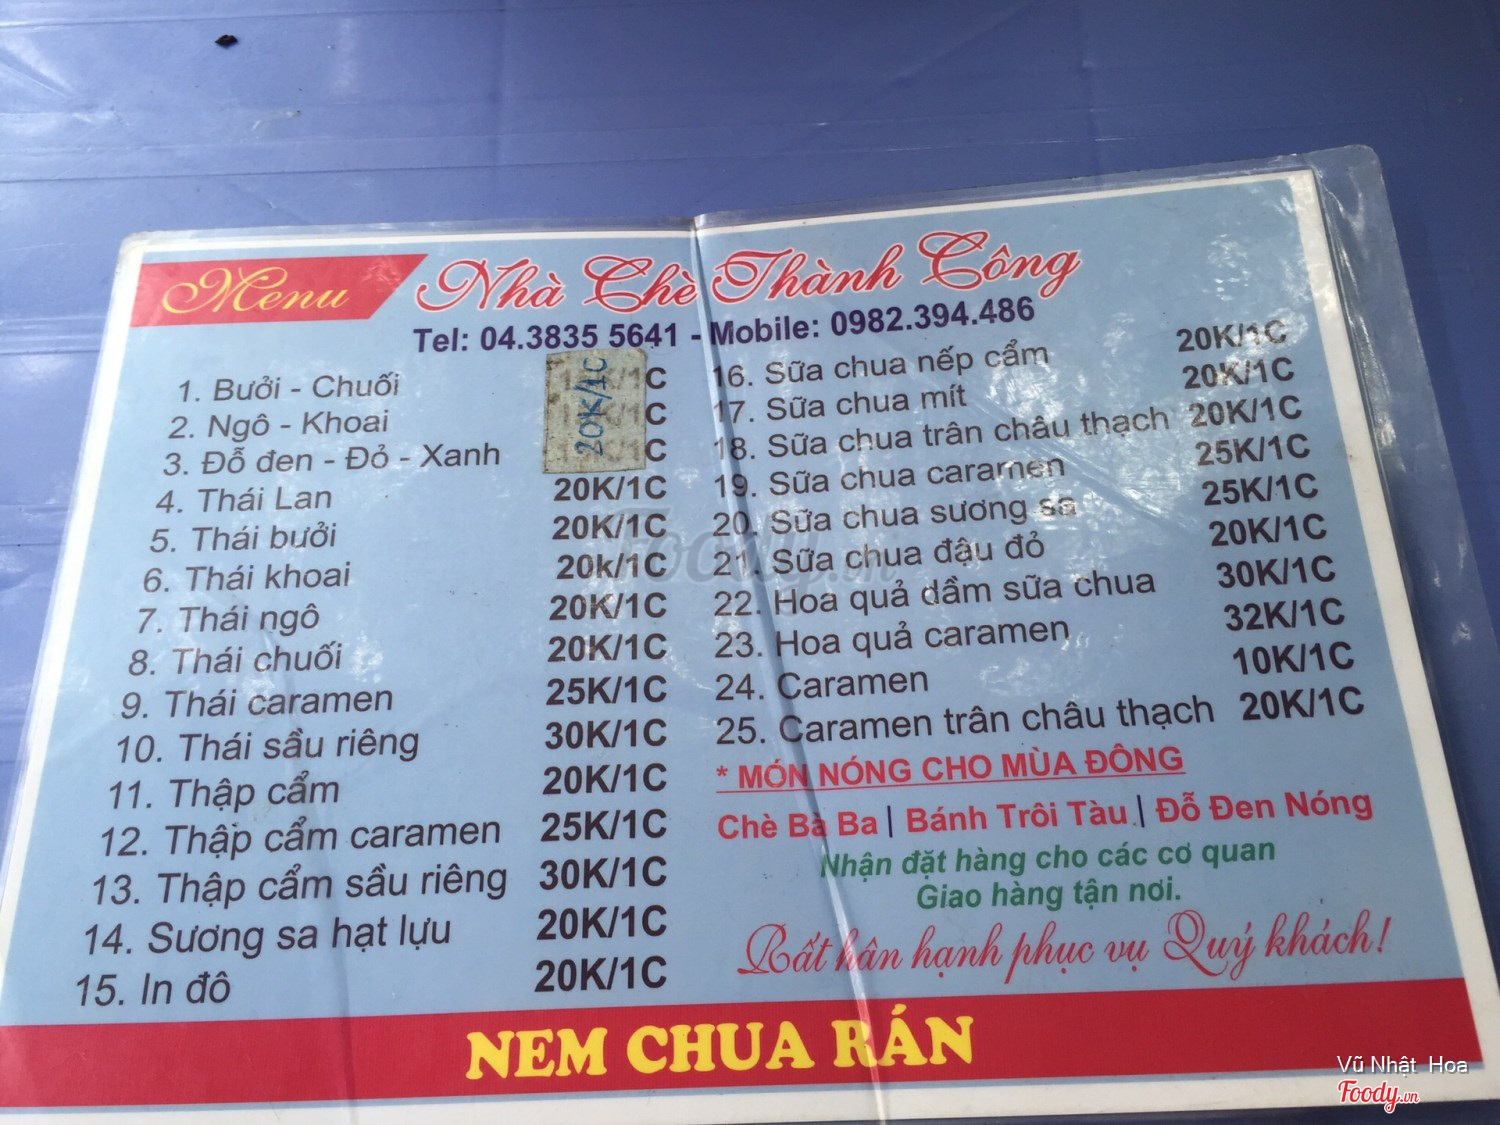 Menu
Nhà Chè Thành Công
Tel: 04.3835 5641 - Mobile: 0982.394.486
1. Bưởi - Chuối C
2. Ngô - Khoai C
3. Đỗ đen - Đỏ - Xanh C
20K/1C
4. Thái Lan 20K/1C
5. Thái bưởi 20K/1C
6. Thái khoai 20k/1C
7. Thái ngô 20K/1C
8. Thái chuối 20K/1C
9. Thái caramen 25K/1C
10. Thái sầu riêng 30K/1C
11. Thập cẩm 20K/1C
12. Thập cẩm caramen 25K/1C
13. Thập cẩm sầu riêng 30K/1C
14. Sương sa hạt lựu 20K/1C
15. In đô 20K/1C
16. Sữa chua nếp cẩm 20K/1C
17. Sữa chua mít 20K/1C
18. Sữa chua trân châu thạch 20K/1C
19. Sữa chua caramen 25K/1C
20. Sữa chua sương sa 25K/1C
21. Sữa chua đậu đỏ 20K/1C
22. Hoa quả dầm sữa chua 30K/1C
23. Hoa quả caramen 32K/1C
24. Caramen 10K/1C
25. Caramen trân châu thạch 20K/1C
* MÓN NÓNG CHO MÙA ĐÔNG
Chè Bà Ba | Bánh Trôi Tàu | Đỗ Đen Nóng
Nhận đặt hàng cho các cơ quan
Giao hàng tận nơi.
Rất hân hạnh phục vụ Quý khách!
NEM CHUA RÁN
Foody.vn
Vũ Nhật Hoa
Foody.vn